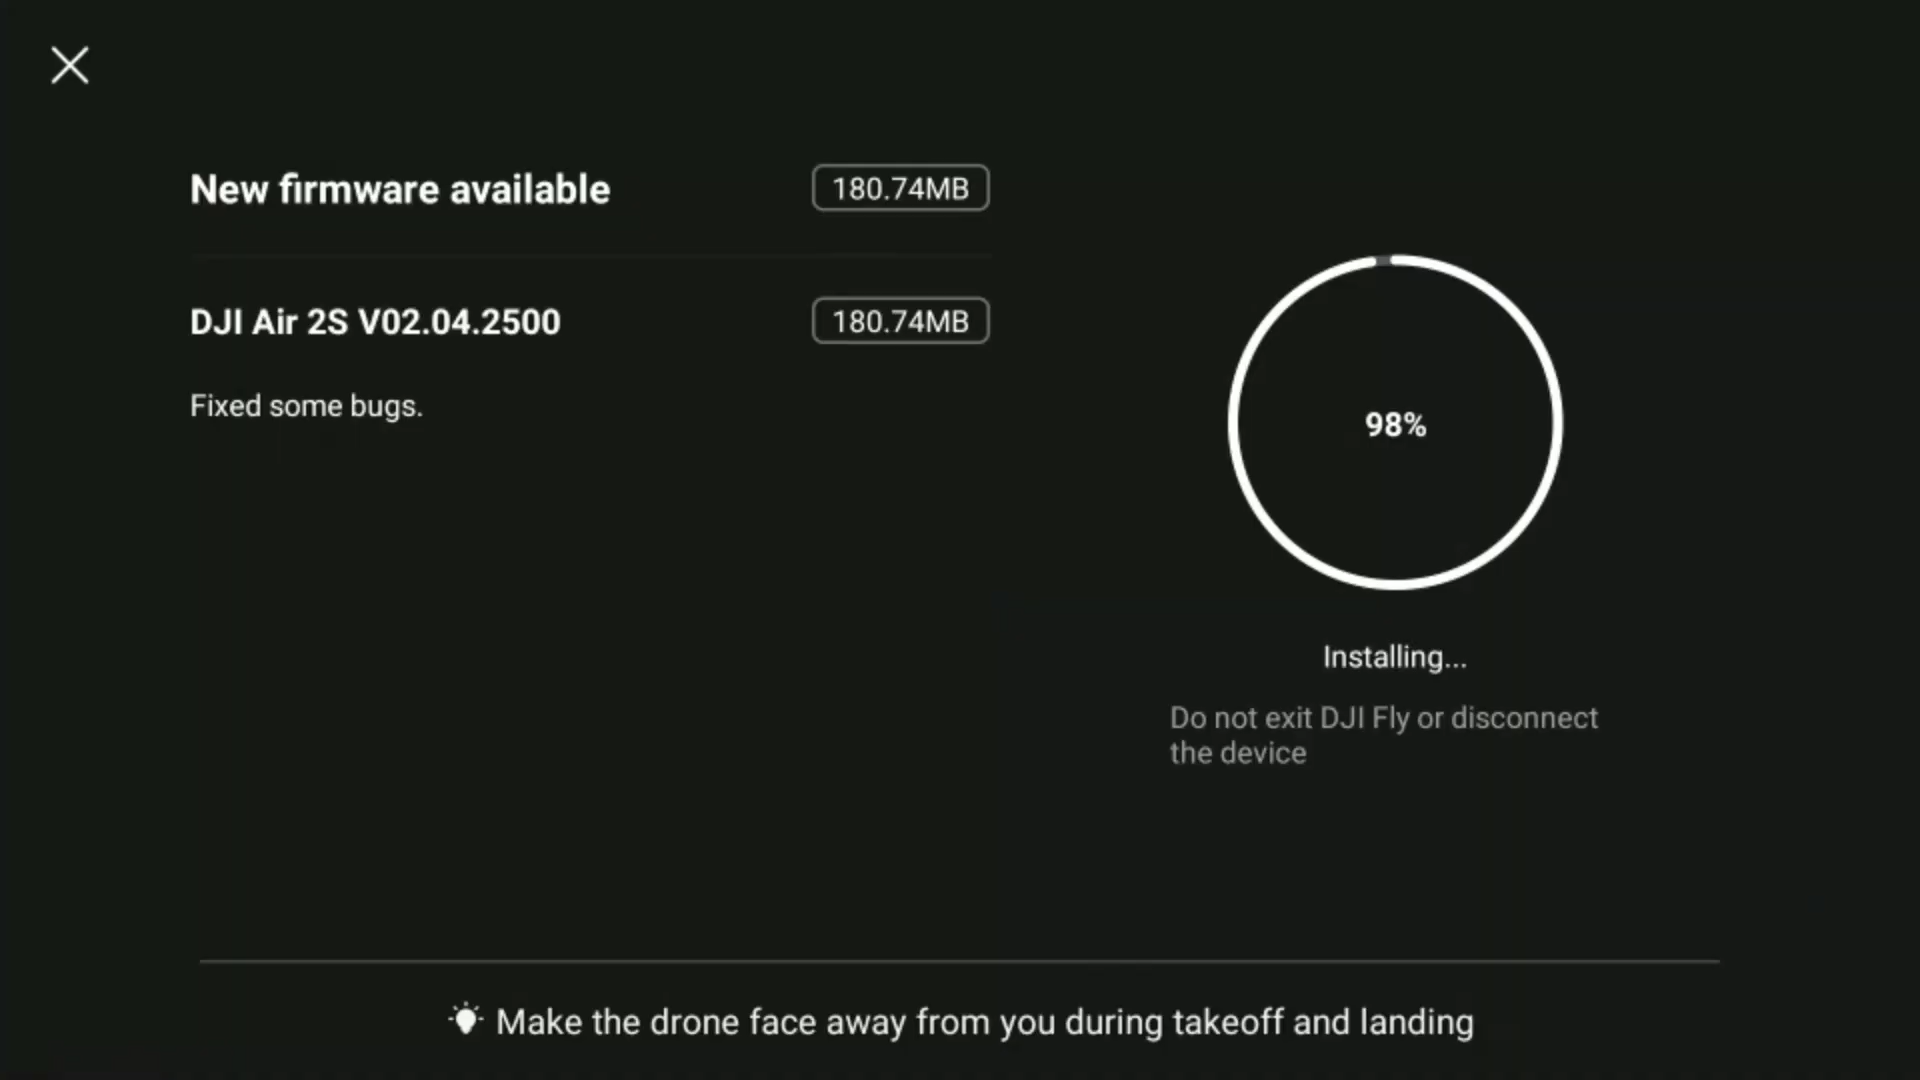 New firmware available
180.74MB
DJI Air 2S V02.04.2500
180.74MB
Fixed some bugs.
98%
Installing...
Do not exit DJI Fly or disconnect
the device
Make the drone face away from you during takeoff and landing